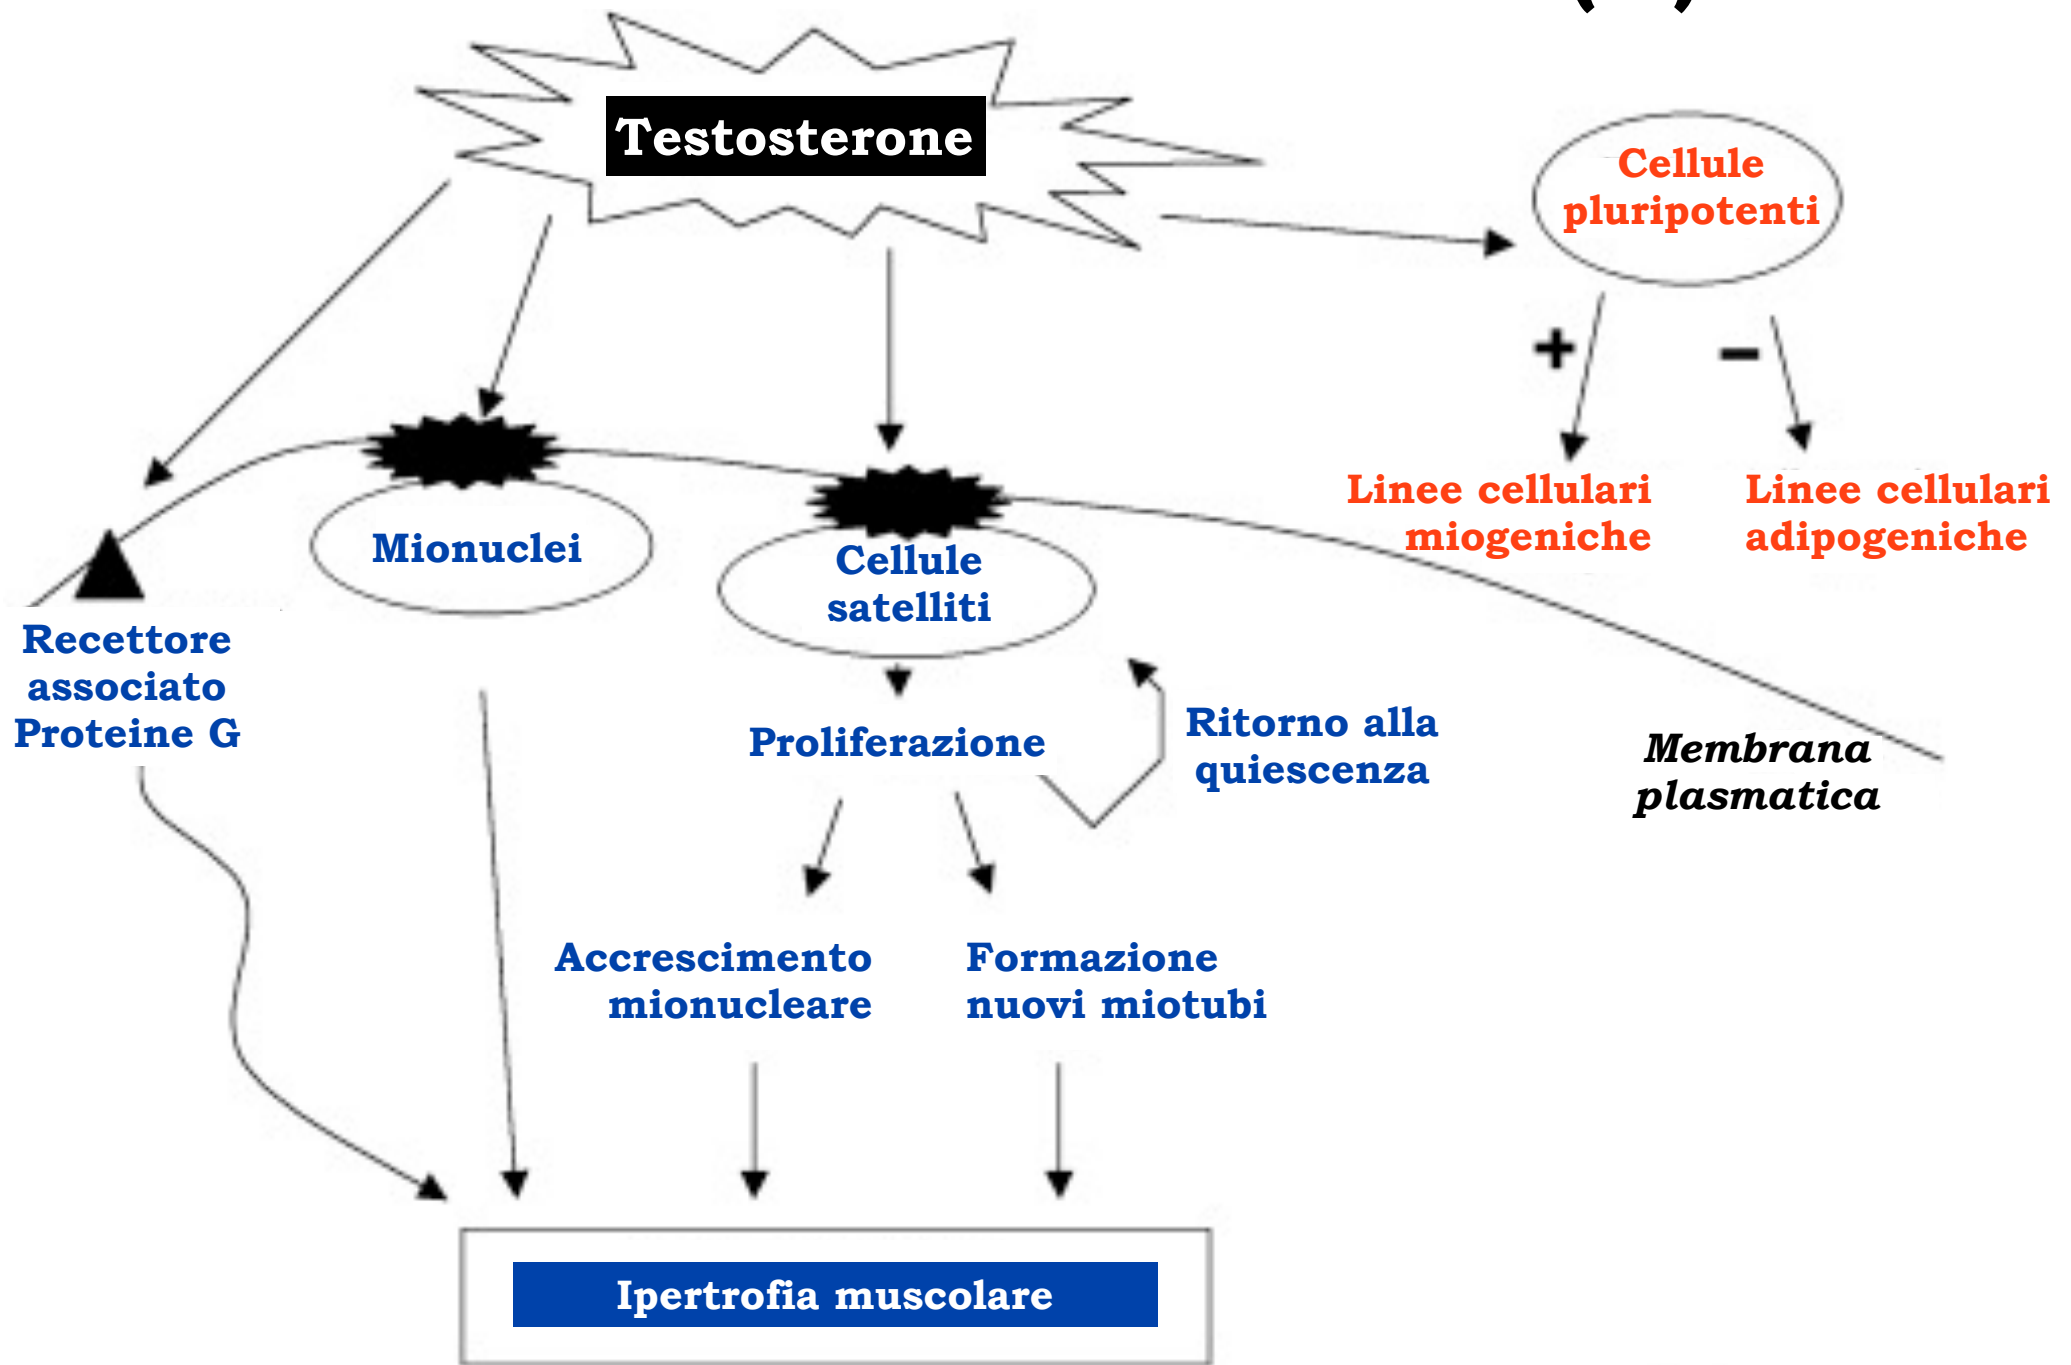 Testosterone
Cellule
pluripotenti
+
–
Linee cellulari
miogeniche
Linee cellulari
adipogeniche
Mionuclei
Cellule
satelliti
Recettore
associato
Proteine G
Proliferazione
Ritorno alla
quiescenza
Membrana
plasmatica
Accrescimento
mionucleare
Formazione
nuovi miotubi
Ipertrofia muscolare